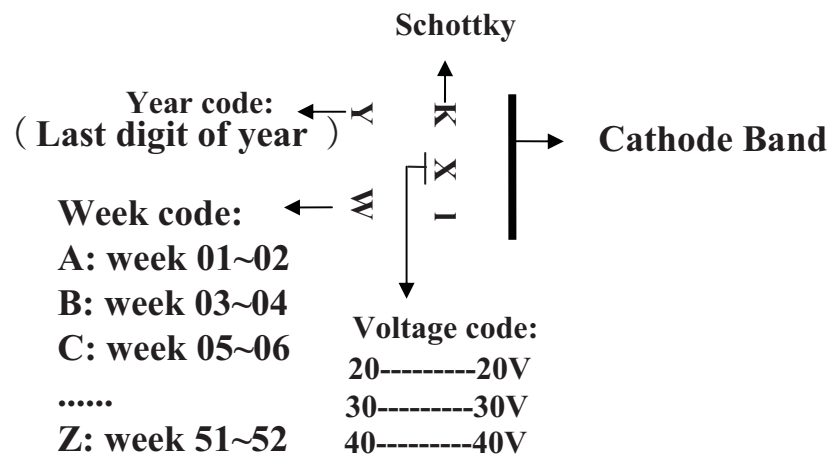 Schottky
Year code:
( Last digit of year )
Y
K X I
Cathode Band
W
Week code:
A: week 01~02
B: week 03~04
C: week 05~06
......
Z: week 51~52
Voltage code:
20---------20V
30---------30V
40---------40V